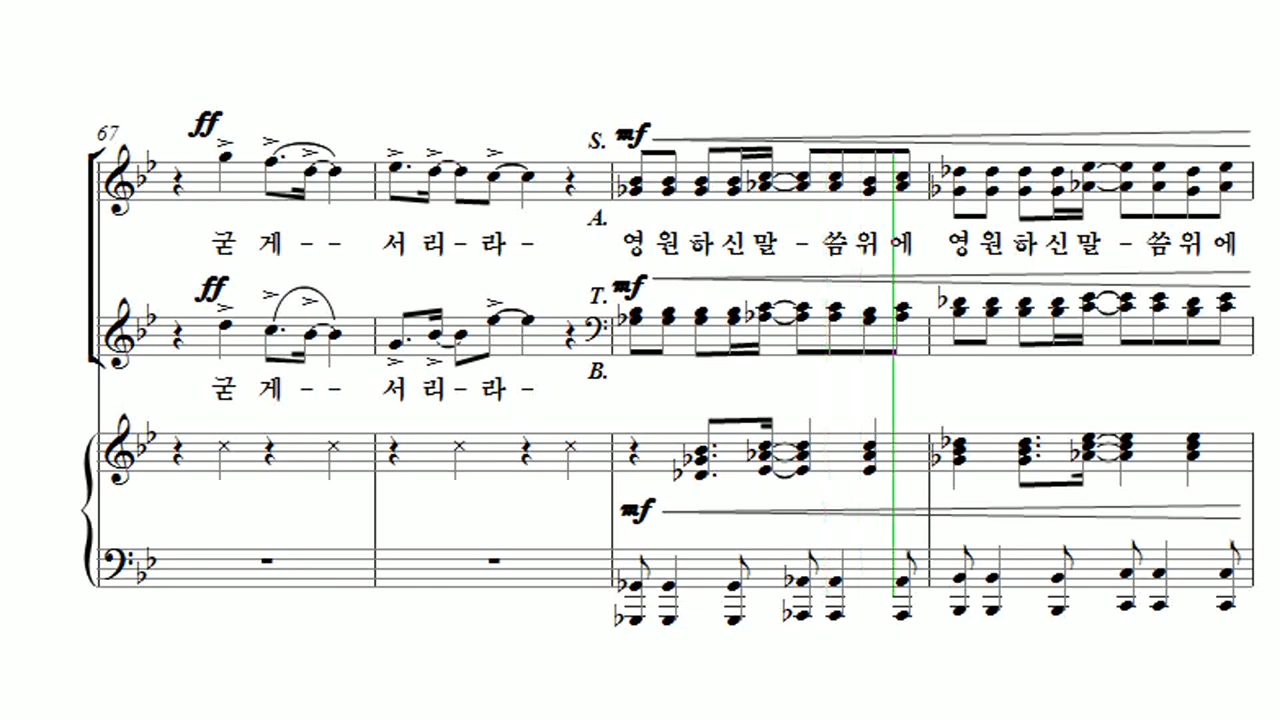 67
ff
S. mf
A.
굳 게 - - 서 리 - 라 - 영 원 하 신 말 - 씀 위 에 영 원 하 신 말 - 씀 위 에
ff
T. mf
B.
굳 게 - - 서 리 - 라 -
mf